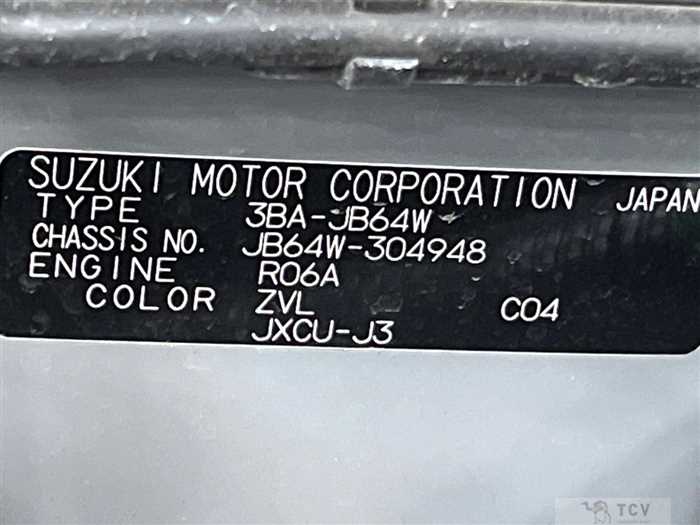 SUZUKI MOTOR CORPORATION JAPAN
TYPE 3BA-JB64W
CHASSIS NO. JB64W-304948
ENGINE R06A
COLOR ZVL C04
JXCU-J3
TCV